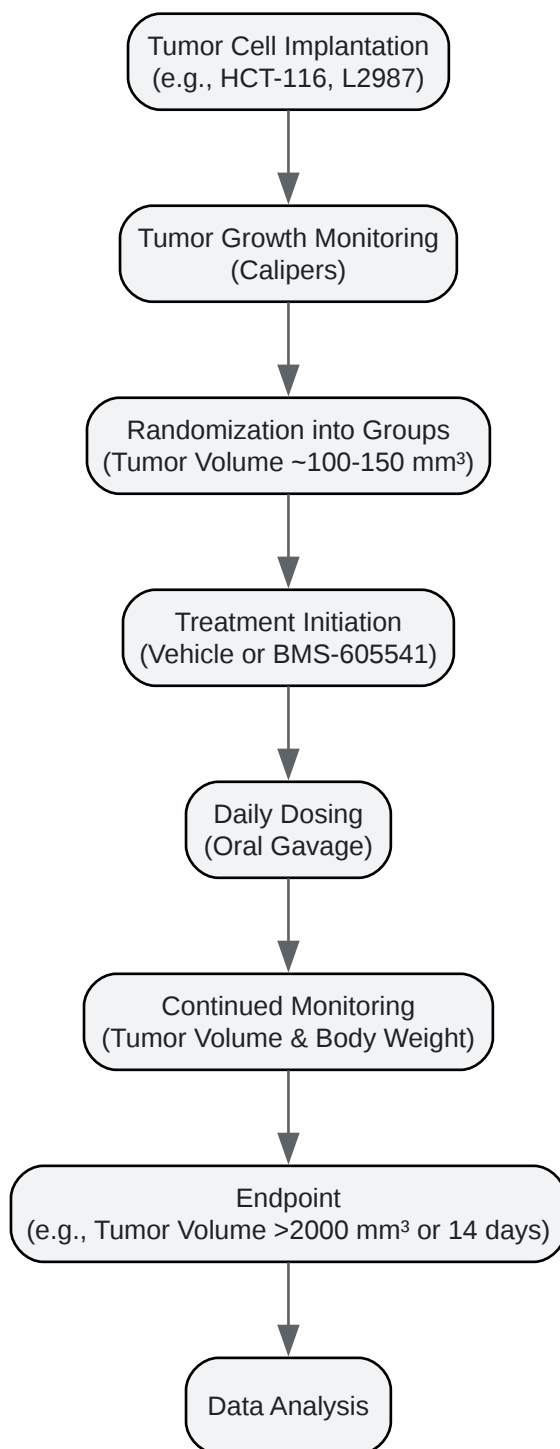 Tumor Cell Implantation
(e.g., HCT-116, L2987)
Tumor Growth Monitoring
(Calipers)
Randomization into Groups
(Tumor Volume ~100-150 mm³)
Treatment Initiation
(Vehicle or BMS-605541)
Daily Dosing
(Oral Gavage)
Continued Monitoring
(Tumor Volume & Body Weight)
Endpoint
(e.g., Tumor Volume >2000 mm³ or 14 days)
Data Analysis